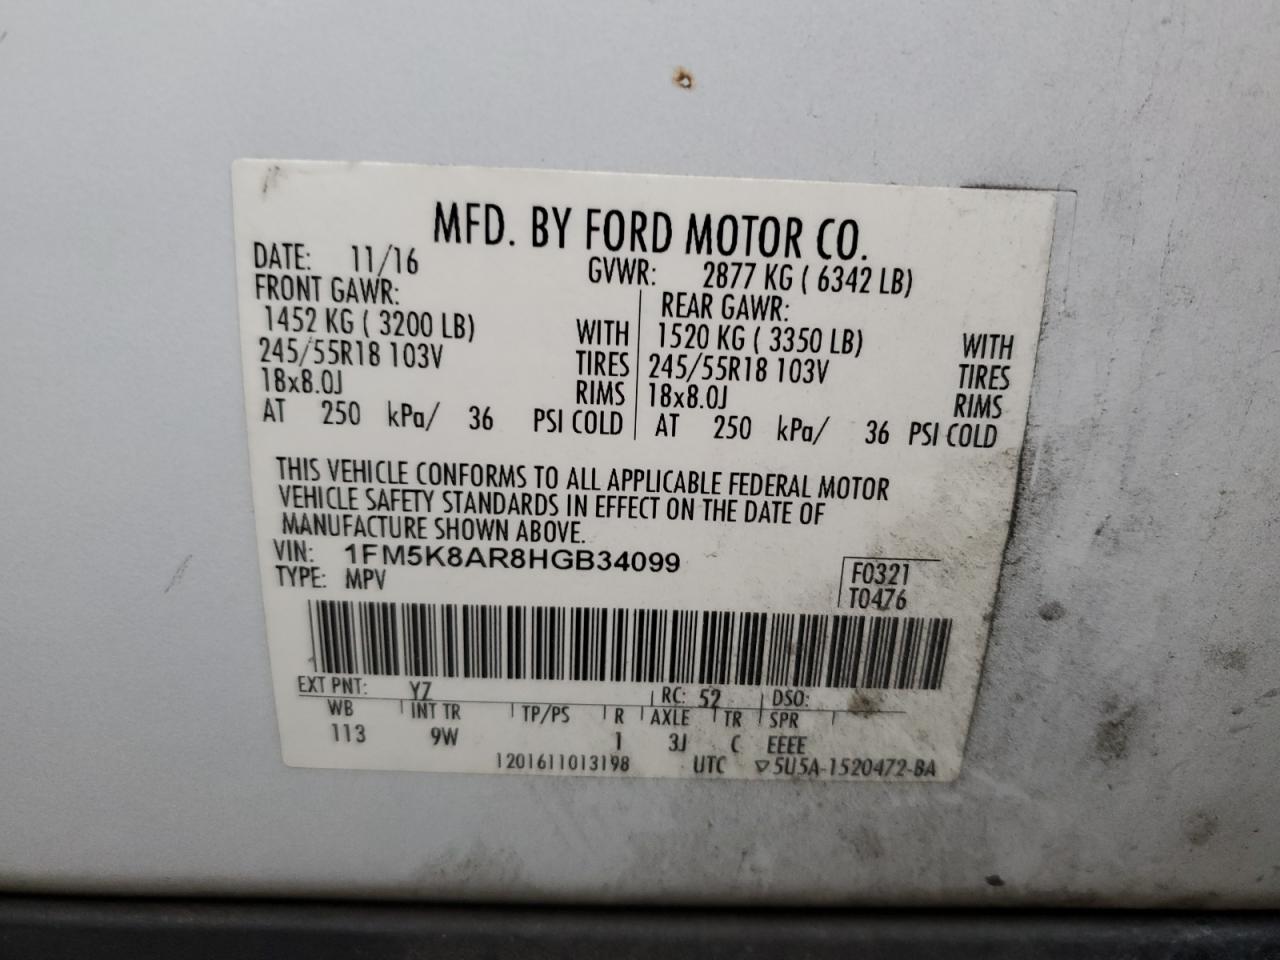 MFD. BY FORD MOTOR CO.
DATE: 11/16 GVWR: 2877 KG ( 6342 LB)
FRONT GAWR: REAR GAWR:
1452 KG ( 3200 LB) WITH 1520 KG ( 3350 LB) WITH
245/55R18 103V TIRES 245/55R18 103V TIRES
18x8.0J RIMS 18x8.0J RIMS
AT 250 kPa/ 36 PSI COLD AT 250 kPa/ 36 PSI COLD
THIS VEHICLE CONFORMS TO ALL APPLICABLE FEDERAL MOTOR
VEHICLE SAFETY STANDARDS IN EFFECT ON THE DATE OF
MANUFACTURE SHOWN ABOVE.
VIN: 1FM5K8AR8HGB34099
TYPE: MPV
F0321
T0476
EXT PNT: YZ RC: 52 DSO:
WB INT TR TP/PS R AXLE TR SPR
113 9W 1 3J C EEEE
1201611013198 UTC ▽5U5A-1520472-BA